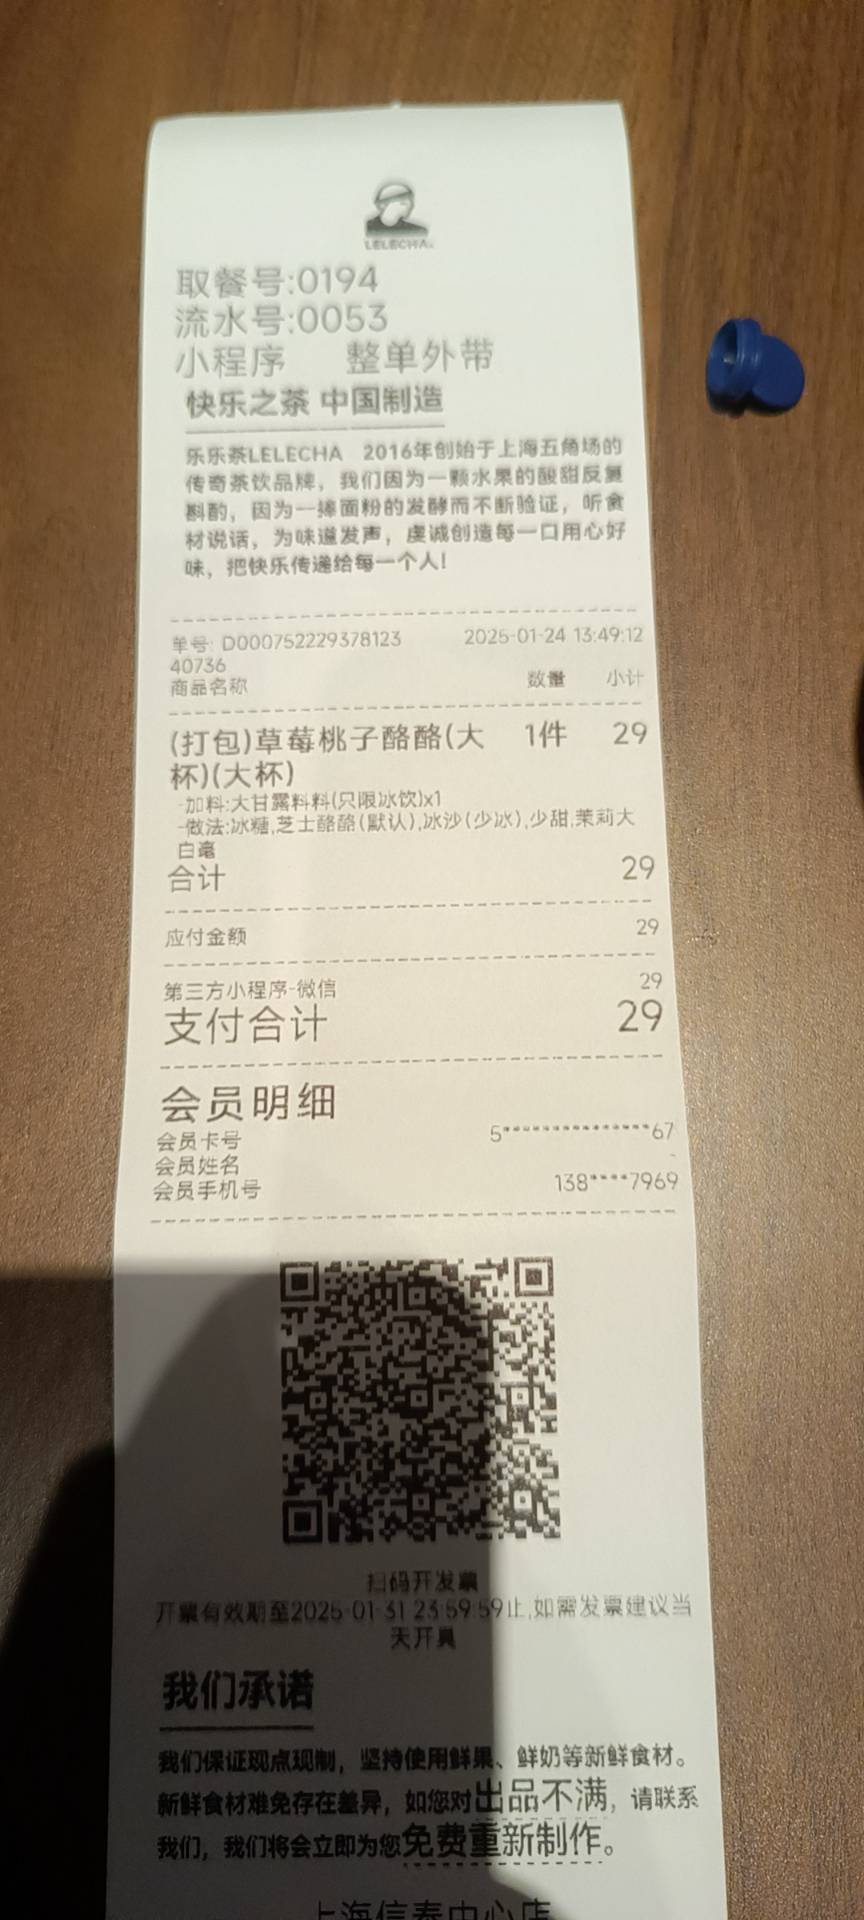 LELECHA
取餐号:0194
流水号:0053
小程序 整单外带
快乐之茶 中国制造
乐乐茶LELECHA 2016年创始于上海五角场的
传奇茶饮品牌，我们因为一颗水果的酸甜反复
斟酌，因为一捧面粉的发酵而不断验证，听食
材说话，为味道发声，虔诚创造每一口用心好
味，把快乐传递给每一个人！
单号: D000752229378123 2025-01-24 13:49:12
40736
商品名称 数量 小计
(打包)草莓桃子酪酪(大 1件 29
杯)(大杯)
-加料:大甘露料料(只限冰饮)x1
-做法:冰糖,芝士酪酪(默认),冰沙(少冰),少甜,茉莉大
白毫
合计 29
应付金额 29
第三方小程序-微信 29
支付合计 29
会员明细
会员卡号 5**************67
会员姓名 -
会员手机号 138****7969
扫码开发票
开票有效期至2025-01-31 23:59:59止,如需发票建议当
天开具
我们承诺
我们保证现点现制，坚持使用鲜果、鲜奶等新鲜食材。
新鲜食材难免存在差异，如您对出品不满，请联系
我们，我们将会立即为您免费重新制作。
上海信泰中心店